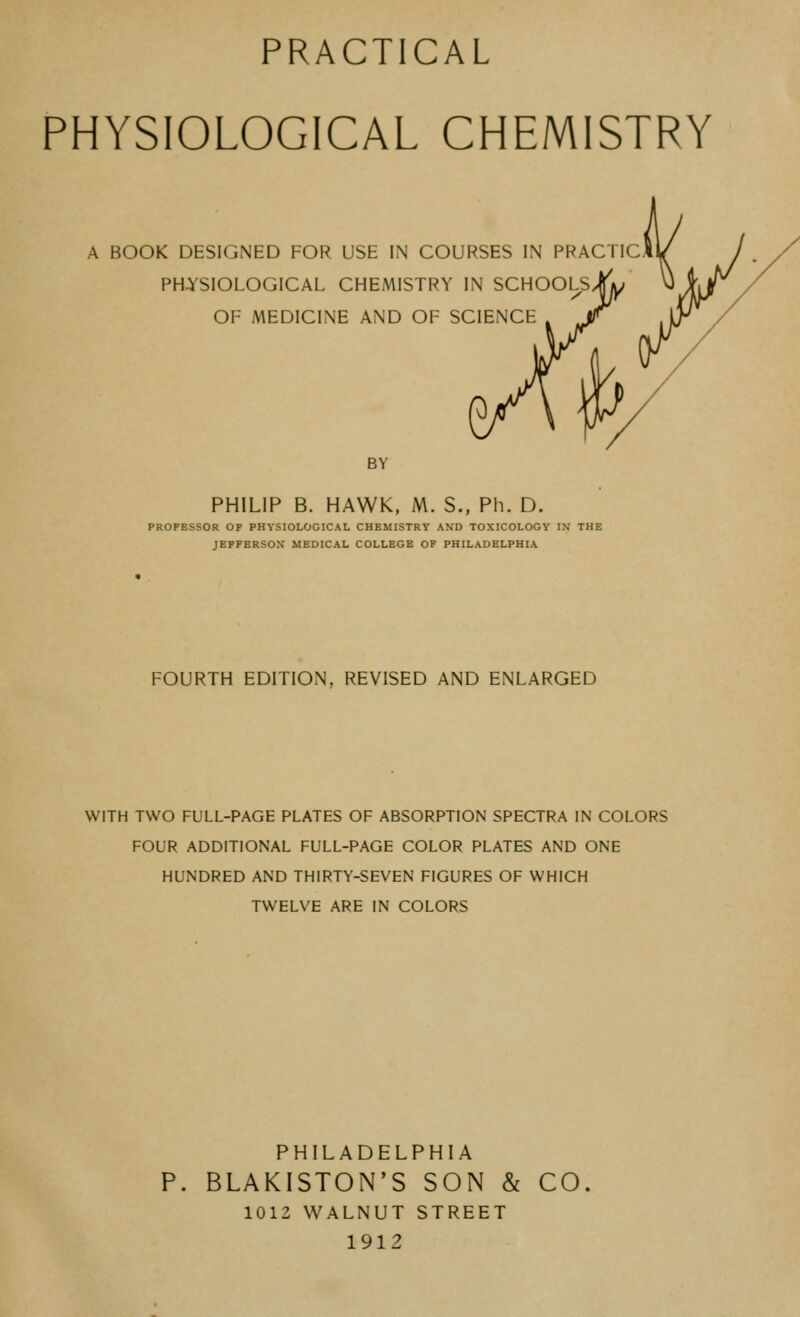 PRACTICAL
PHYSIOLOGICAL CHEMISTRY
A BOOK DESIGNED FOR USE IN COURSES IN PRACTICAL
PHYSIOLOGICAL CHEMISTRY IN SCHOOLS
OF MEDICINE AND OF SCIENCE
BY
PHILIP B. HAWK, M. S., Ph. D.
PROFESSOR OF PHYSIOLOGICAL CHEMISTRY AND TOXICOLOGY IN THE
JEFFERSON MEDICAL COLLEGE OF PHILADELPHIA
FOURTH EDITION, REVISED AND ENLARGED
WITH TWO FULL-PAGE PLATES OF ABSORPTION SPECTRA IN COLORS
FOUR ADDITIONAL FULL-PAGE COLOR PLATES AND ONE
HUNDRED AND THIRTY-SEVEN FIGURES OF WHICH
TWELVE ARE IN COLORS
PHILADELPHIA
P. BLAKISTON'S SON & CO.
1012 WALNUT STREET
1912